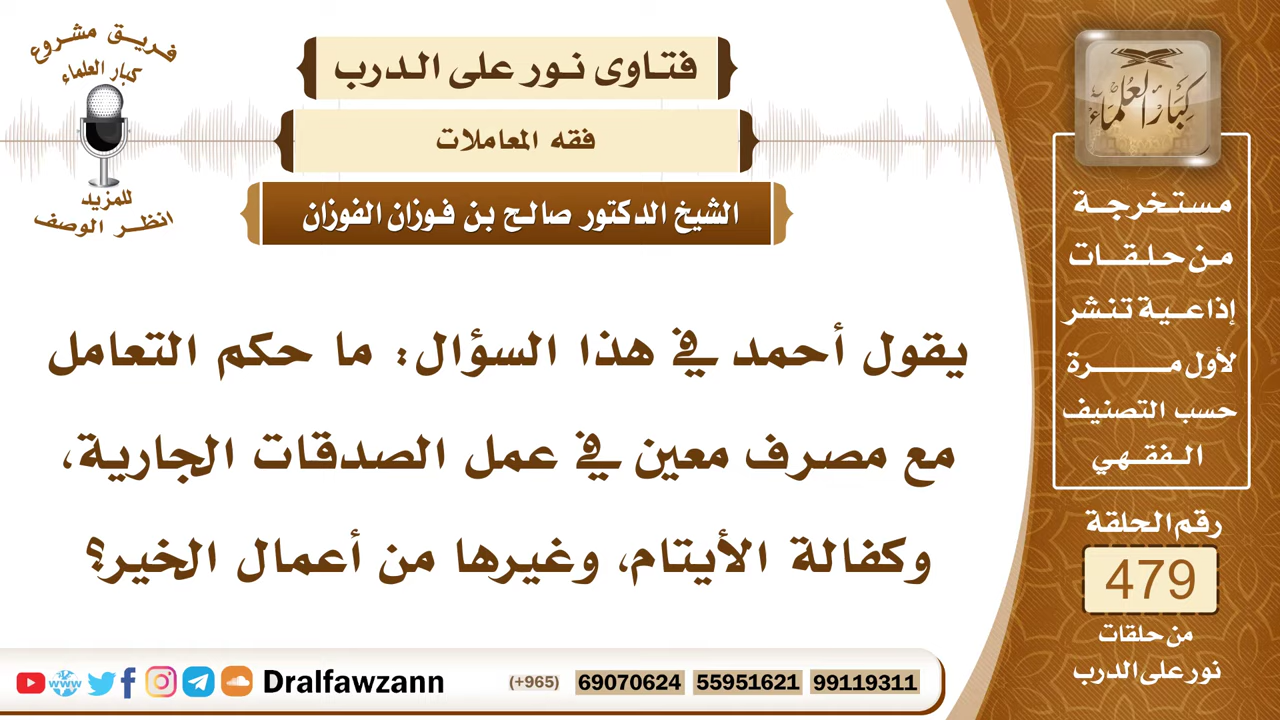 فريق مشروع
كبار العلماء
للمزيد
انظر الوصف
فتاوى نور على الدرب
فقه المعاملات
الشيخ الدكتور صالح بن فوزان الفوزان
يقول أحمد في هذا السؤال: ما حكم التعامل
مع مصرف معين في عمل الصدقات الجارية،
وكفالة الأيتام، وغيرها من أعمال الخير؟
كبار العلماء
مستخرجة
من حلقات
إذاعية تنشر
لأول مرة
حسب التصنيف
الفقهي
رقم الحلقة
479
من حلقات
نور على الدرب
www
Dralfawzann
(+965) 69070624 55951621 99119311